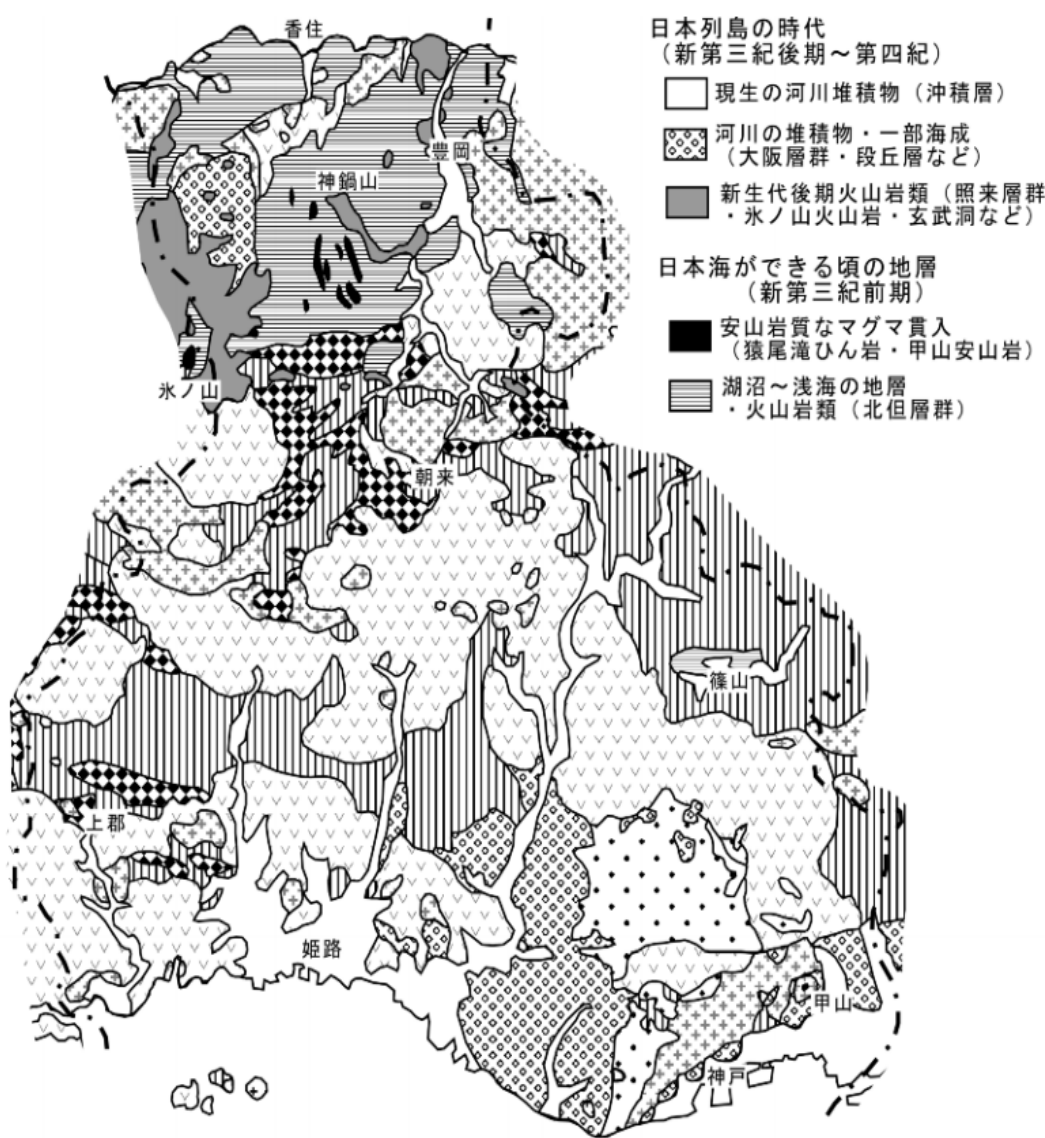 香住
豊岡
神鍋山
氷ノ山
朝来
篠山
上郡
姫路
甲山
神戸
日本列島の時代
(新第三紀後期~第四紀)
現生の河川堆積物(沖積層)
河川の堆積物・一部海成
(大阪層群・段丘層など)
新生代後期火山岩類(照来層群
・氷ノ山火山岩・玄武洞など)
日本海ができる頃の地層
(新第三紀前期)
安山岩質なマグマ貫入
(猿尾滝ひん岩・甲山安山岩)
湖沼~浅海の地層
・火山岩類(北但層群)